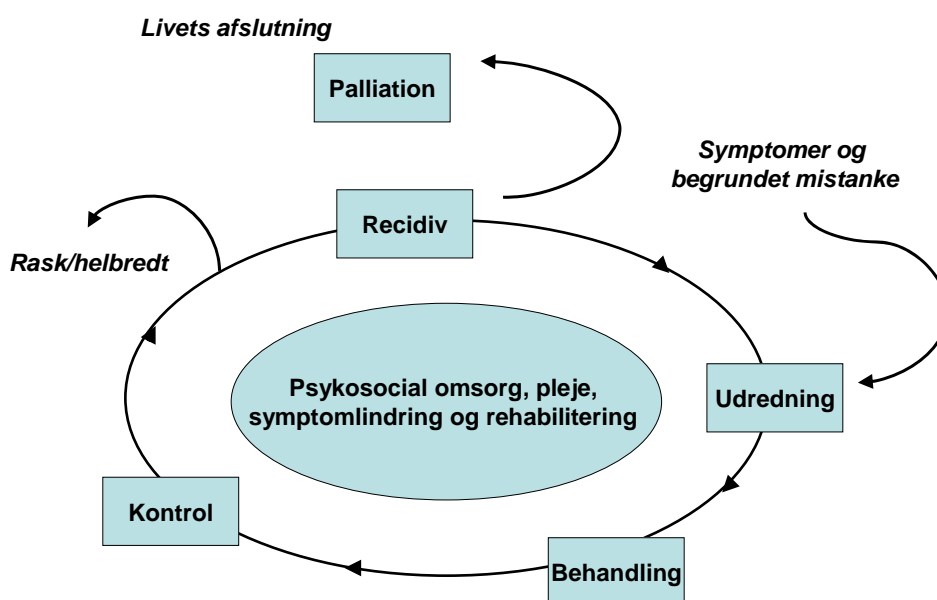 Livets afslutning
Palliation
Symptomer og
begrundet mistanke
Recidiv
Rask/helbredt
Psykosocial omsorg, pleje,
symptomlindring og rehabilitering
Udredning
Kontrol
Behandling